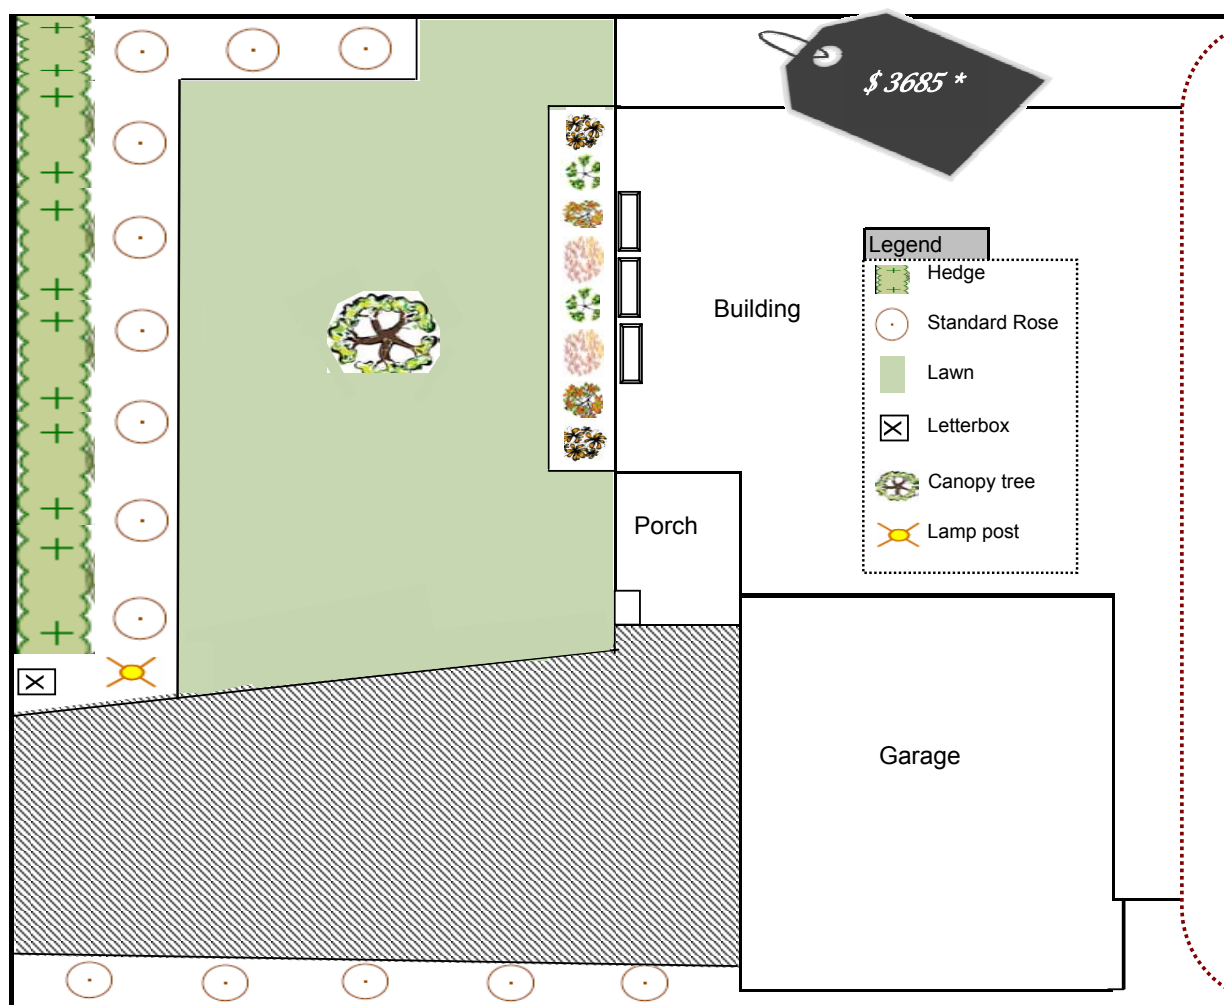 $ 3685 *
Legend
Hedge
Standard Rose
Lawn
Letterbox
Canopy tree
Lamp post
Building
Porch
Garage